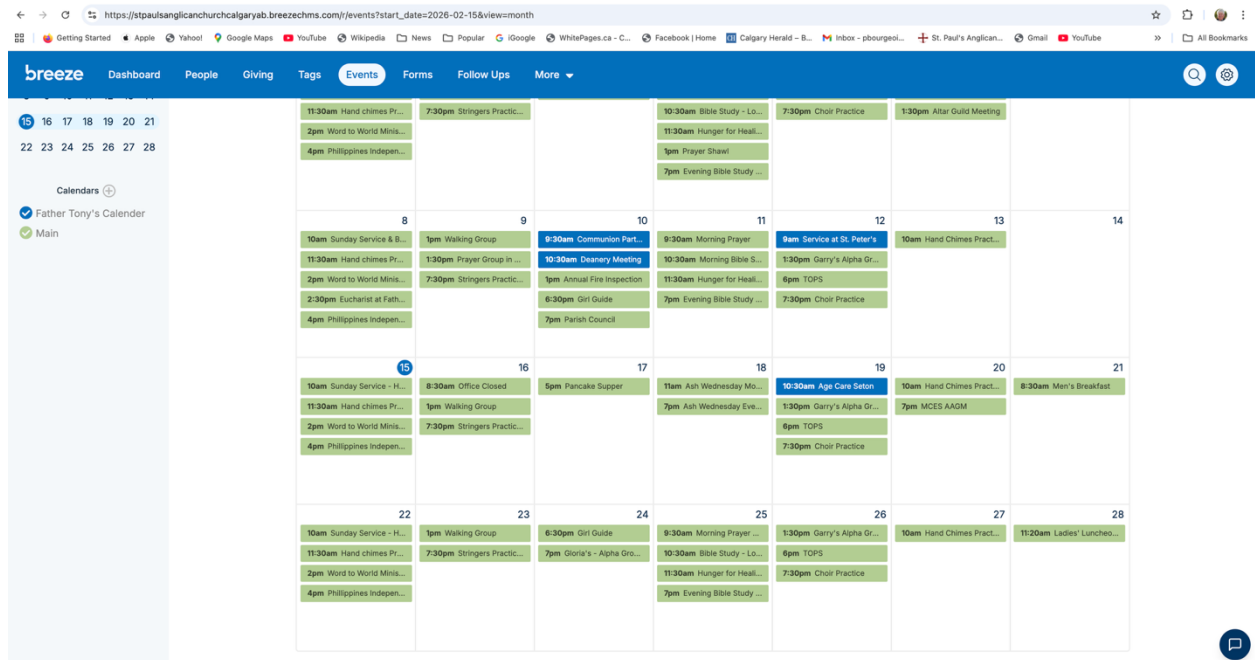 https://stpaulsanglicanchurchcalgaryab.breezechms.com/r/events?start_date=2026-02-15&view=month
Getting Started Apple Yahoo! Google Maps YouTube Wikipedia News Popular iGoogle WhitePages.ca - C... Facebook | Home Calgary Herald – B... Inbox - pbourgeoi... St. Paul's Anglican... Gmail YouTube » All Bookmarks
breeze Dashboard People Giving Tags Events Forms Follow Ups More
15 16 17 18 19 20 21
22 23 24 25 26 27 28
Calendars
Father Tony's Calender
Main
11:30am Hand chimes Pr... 7:30pm Stringers Practic... 10:30am Bible Study - Lo... 7:30pm Choir Practice 1:30pm Altar Guild Meeting
2pm Word to World Minis... 11:30am Hunger for Heali...
4pm Phillippines Indepen... 1pm Prayer Shawl
7pm Evening Bible Study ...
8 9 10 11 12 13 14
10am Sunday Service & B... 1pm Walking Group 9:30am Communion Part... 9:30am Morning Prayer 9am Service at St. Peter's 10am Hand Chimes Pract...
11:30am Hand chimes Pr... 1:30pm Prayer Group in ... 10:30am Deanery Meeting 10:30am Morning Bible S... 1:30pm Garry's Alpha Gr...
2pm Word to World Minis... 7:30pm Stringers Practic... 1pm Annual Fire Inspection 11:30am Hunger for Heali... 6pm TOPS
2:30pm Eucharist at Fath... 6:30pm Girl Guide 7pm Evening Bible Study ... 7:30pm Choir Practice
4pm Phillippines Indepen... 7pm Parish Council
15 16 17 18 19 20 21
10am Sunday Service - H... 8:30am Office Closed 5pm Pancake Supper 11am Ash Wednesday Mo... 10:30am Age Care Seton 10am Hand Chimes Pract... 8:30am Men's Breakfast
11:30am Hand chimes Pr... 1pm Walking Group 7pm Ash Wednesday Eve... 1:30pm Garry's Alpha Gr... 7pm MCES AAGM
2pm Word to World Minis... 7:30pm Stringers Practic... 6pm TOPS
4pm Phillippines Indepen... 7:30pm Choir Practice
22 23 24 25 26 27 28
10am Sunday Service - H... 1pm Walking Group 6:30pm Girl Guide 9:30am Morning Prayer ... 1:30pm Garry's Alpha Gr... 10am Hand Chimes Pract... 11:20am Ladies' Luncheo...
11:30am Hand chimes Pr... 7:30pm Stringers Practic... 7pm Gloria's - Alpha Gro... 10:30am Bible Study - Lo... 6pm TOPS
2pm Word to World Minis... 11:30am Hunger for Heali... 7:30pm Choir Practice
4pm Phillippines Indepen... 7pm Evening Bible Study ...